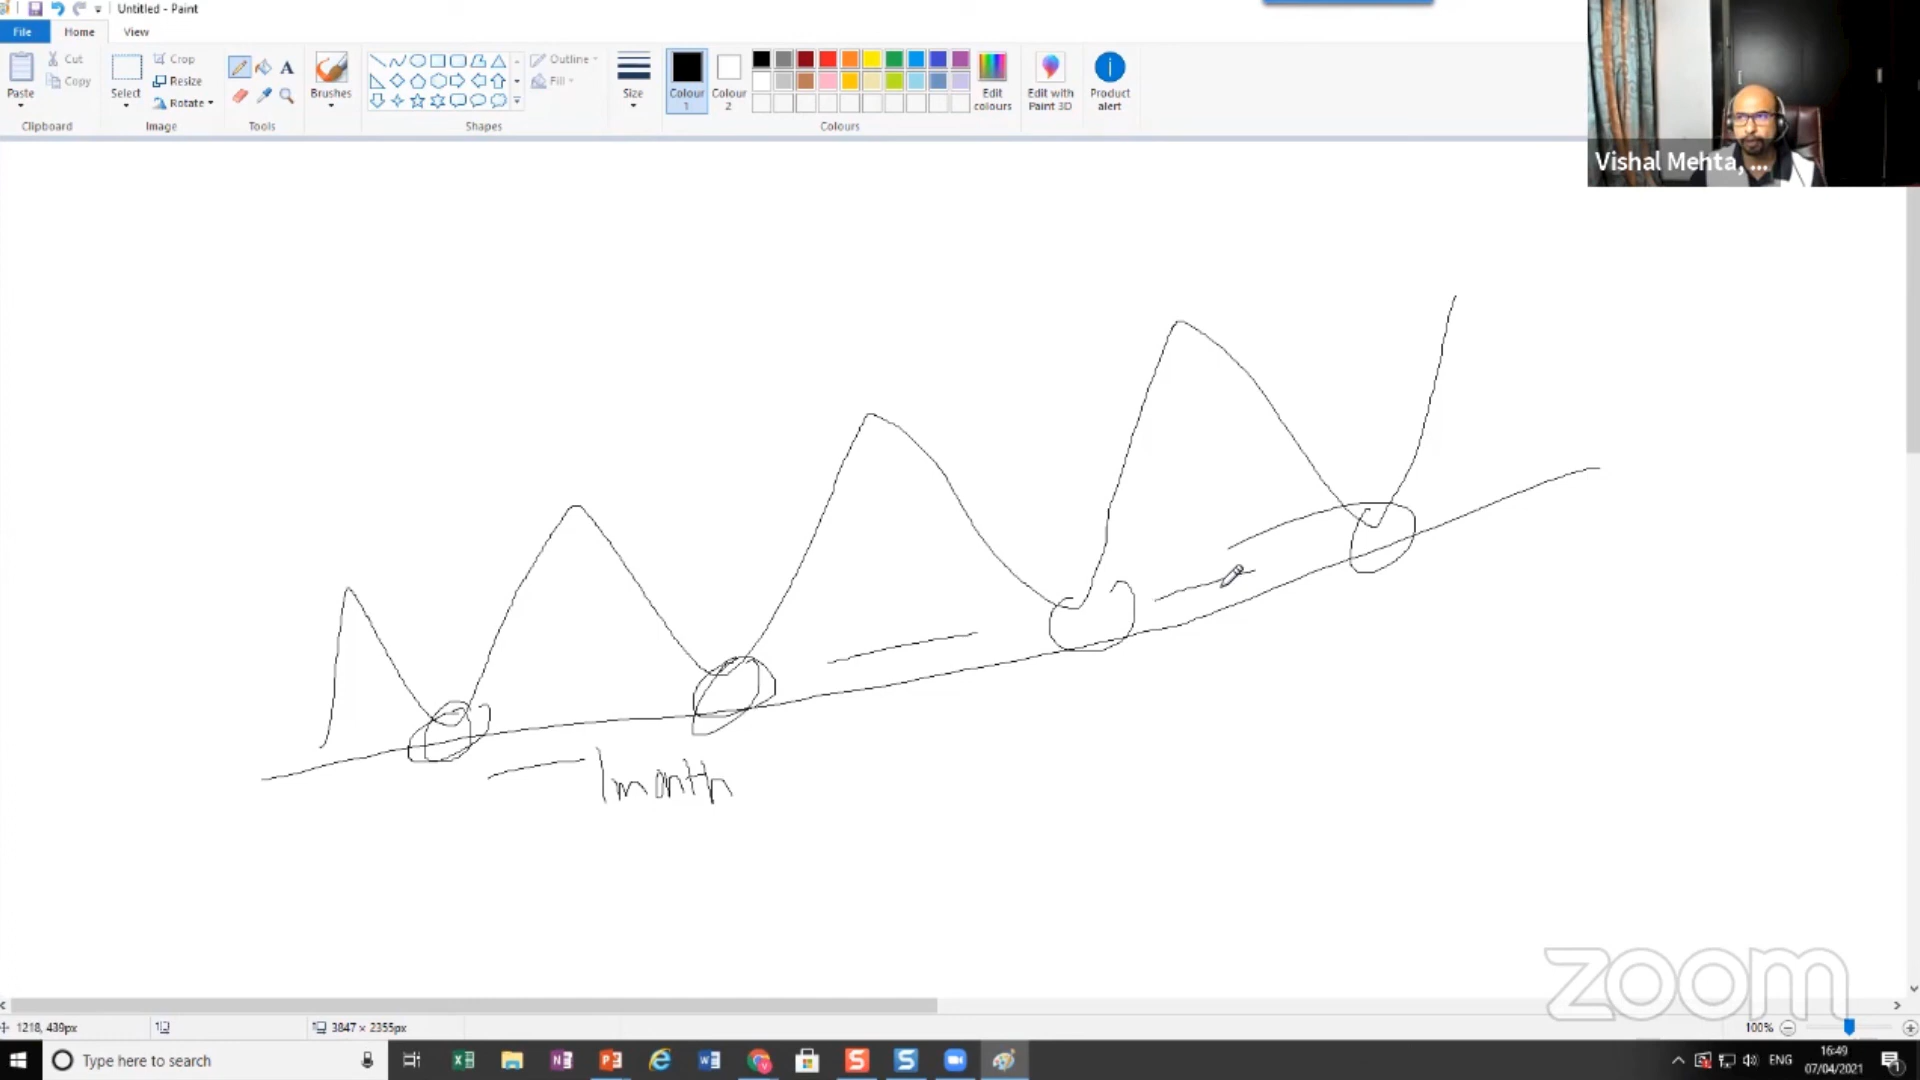 Untitled - Paint
File Home View
Paste
Cut
Copy
Clipboard
Select
Crop
Resize
Rotate
Image
Tools
Brushes
Shapes
Outline
Fill
Size
Colour 1
Colour 2
Colours
Edit colours
Edit with Paint 3D
Product alert
Vishal Mehta, ...
1month
zoom
1218, 439px
3847 × 2355px
100%
Type here to search
ENG
16:49
07/04/2021